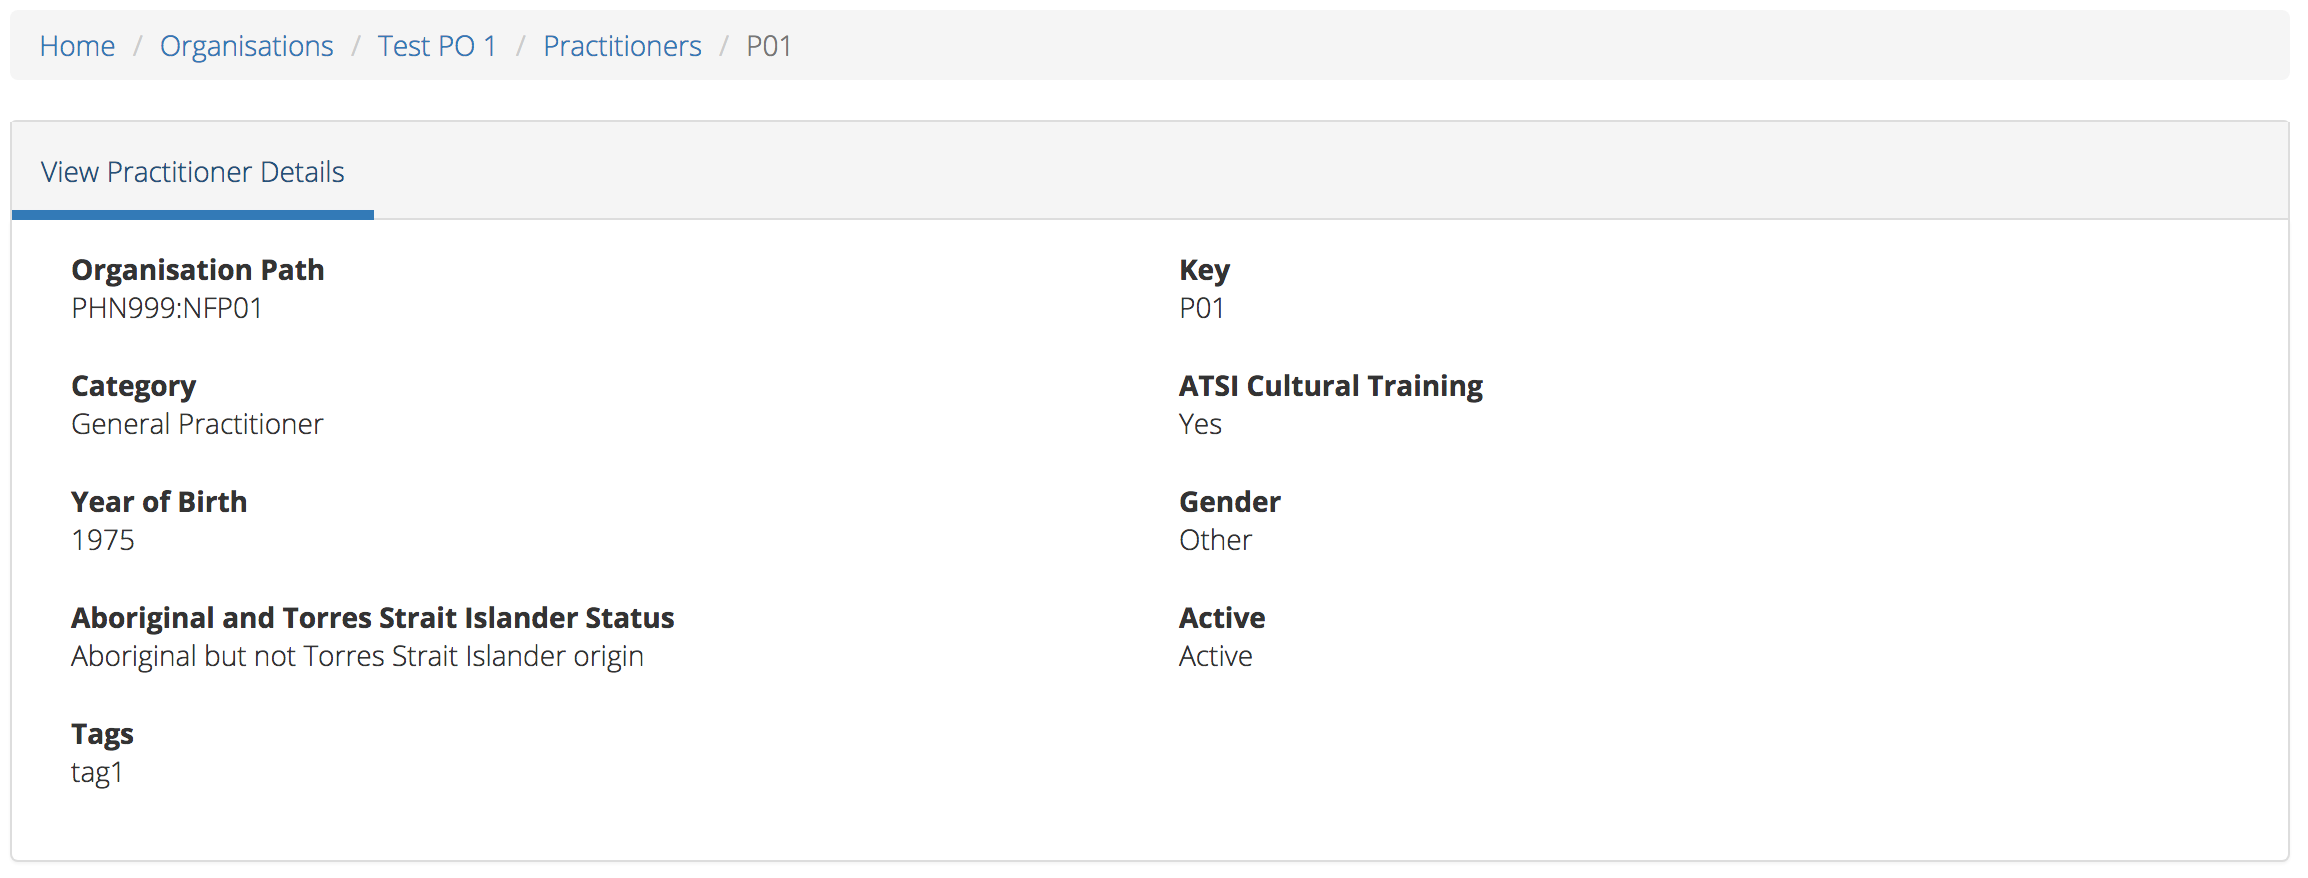 Home / Organisations / Test PO 1 / Practitioners / P01
View Practitioner Details
Organisation Path
PHN999:NFP01
Key
P01
Category
General Practitioner
ATSI Cultural Training
Yes
Year of Birth
1975
Gender
Other
Aboriginal and Torres Strait Islander Status
Aboriginal but not Torres Strait Islander origin
Active
Active
Tags
tag1